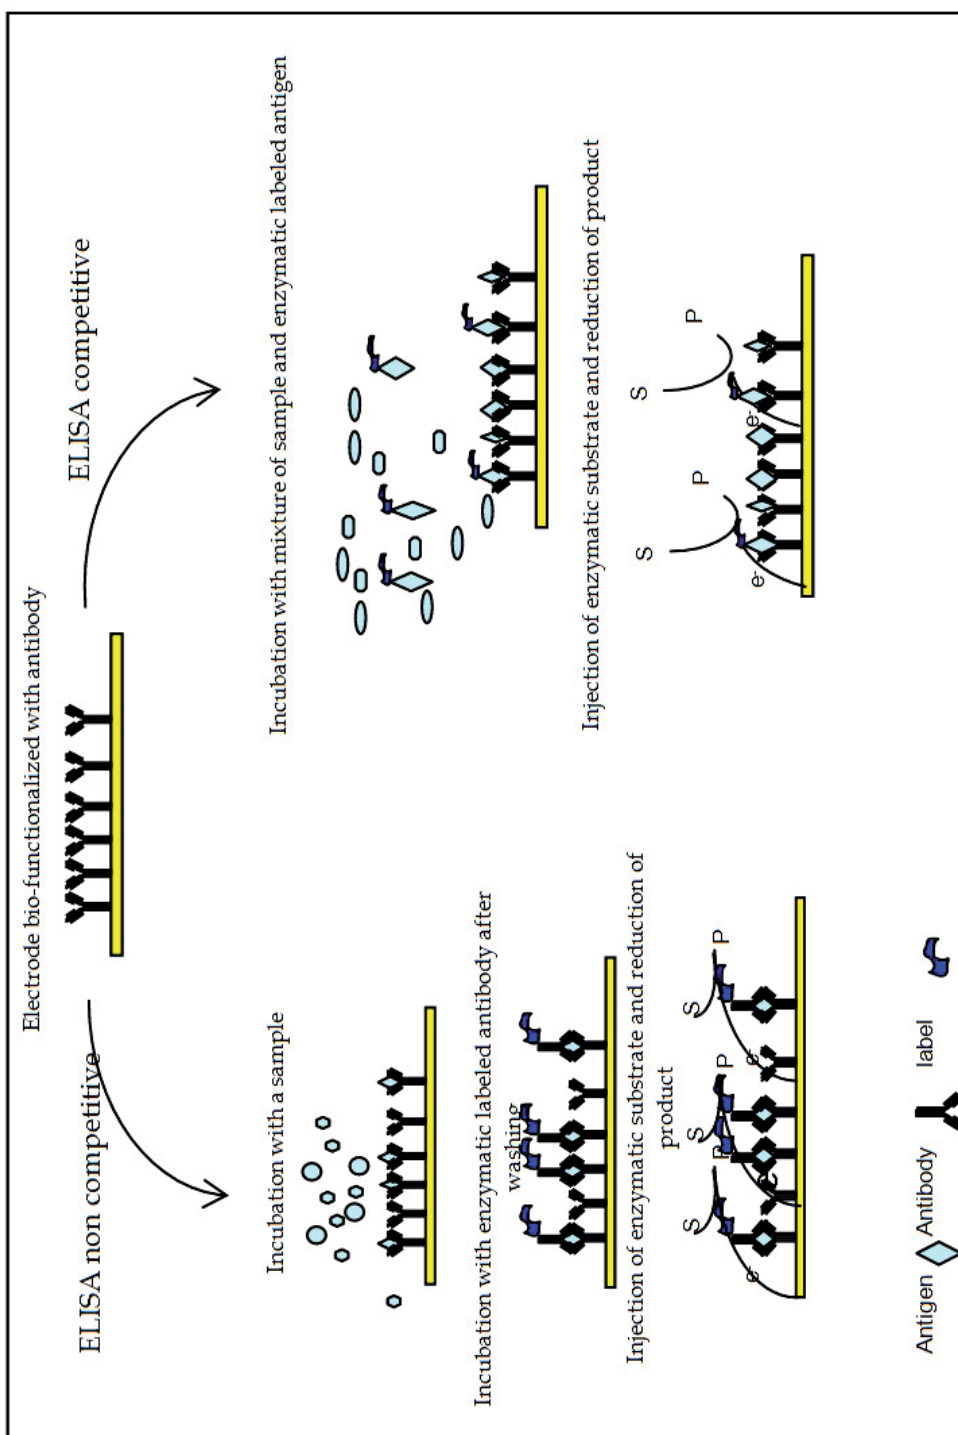 Electrode bio-functionalized with antibody
ELISA non competitive
ELISA competitive
Incubation with a sample
Incubation with enzymatic labeled antibody after
washing
Injection of enzymatic substrate and reduction of
product
S
P
e-
S
P
e-
S
P
e-
Incubation with mixture of sample and enzymatic labeled antigen
Injection of enzymatic substrate and reduction of product
S
P
e-
S
P
e-
Antigen
Antibody
label